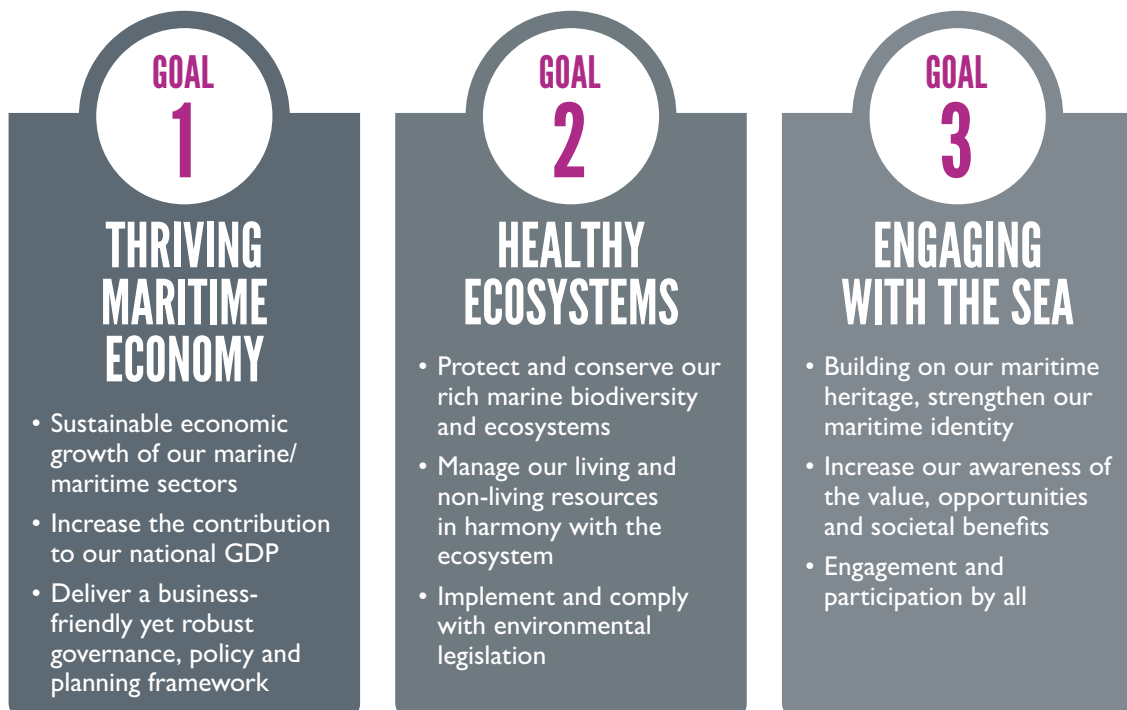 GOAL
1
THRIVING
MARITIME
ECONOMY
• Sustainable economic
growth of our marine/
maritime sectors
• Increase the contribution
to our national GDP
• Deliver a business-
friendly yet robust
governance, policy and
planning framework
GOAL
2
HEALTHY
ECOSYSTEMS
• Protect and conserve our
rich marine biodiversity
and ecosystems
• Manage our living and
non-living resources
in harmony with the
ecosystem
• Implement and comply
with environmental
legislation
GOAL
3
ENGAGING
WITH THE SEA
• Building on our maritime
heritage, strengthen our
maritime identity
• Increase our awareness of
the value, opportunities
and societal benefits
• Engagement and
participation by all